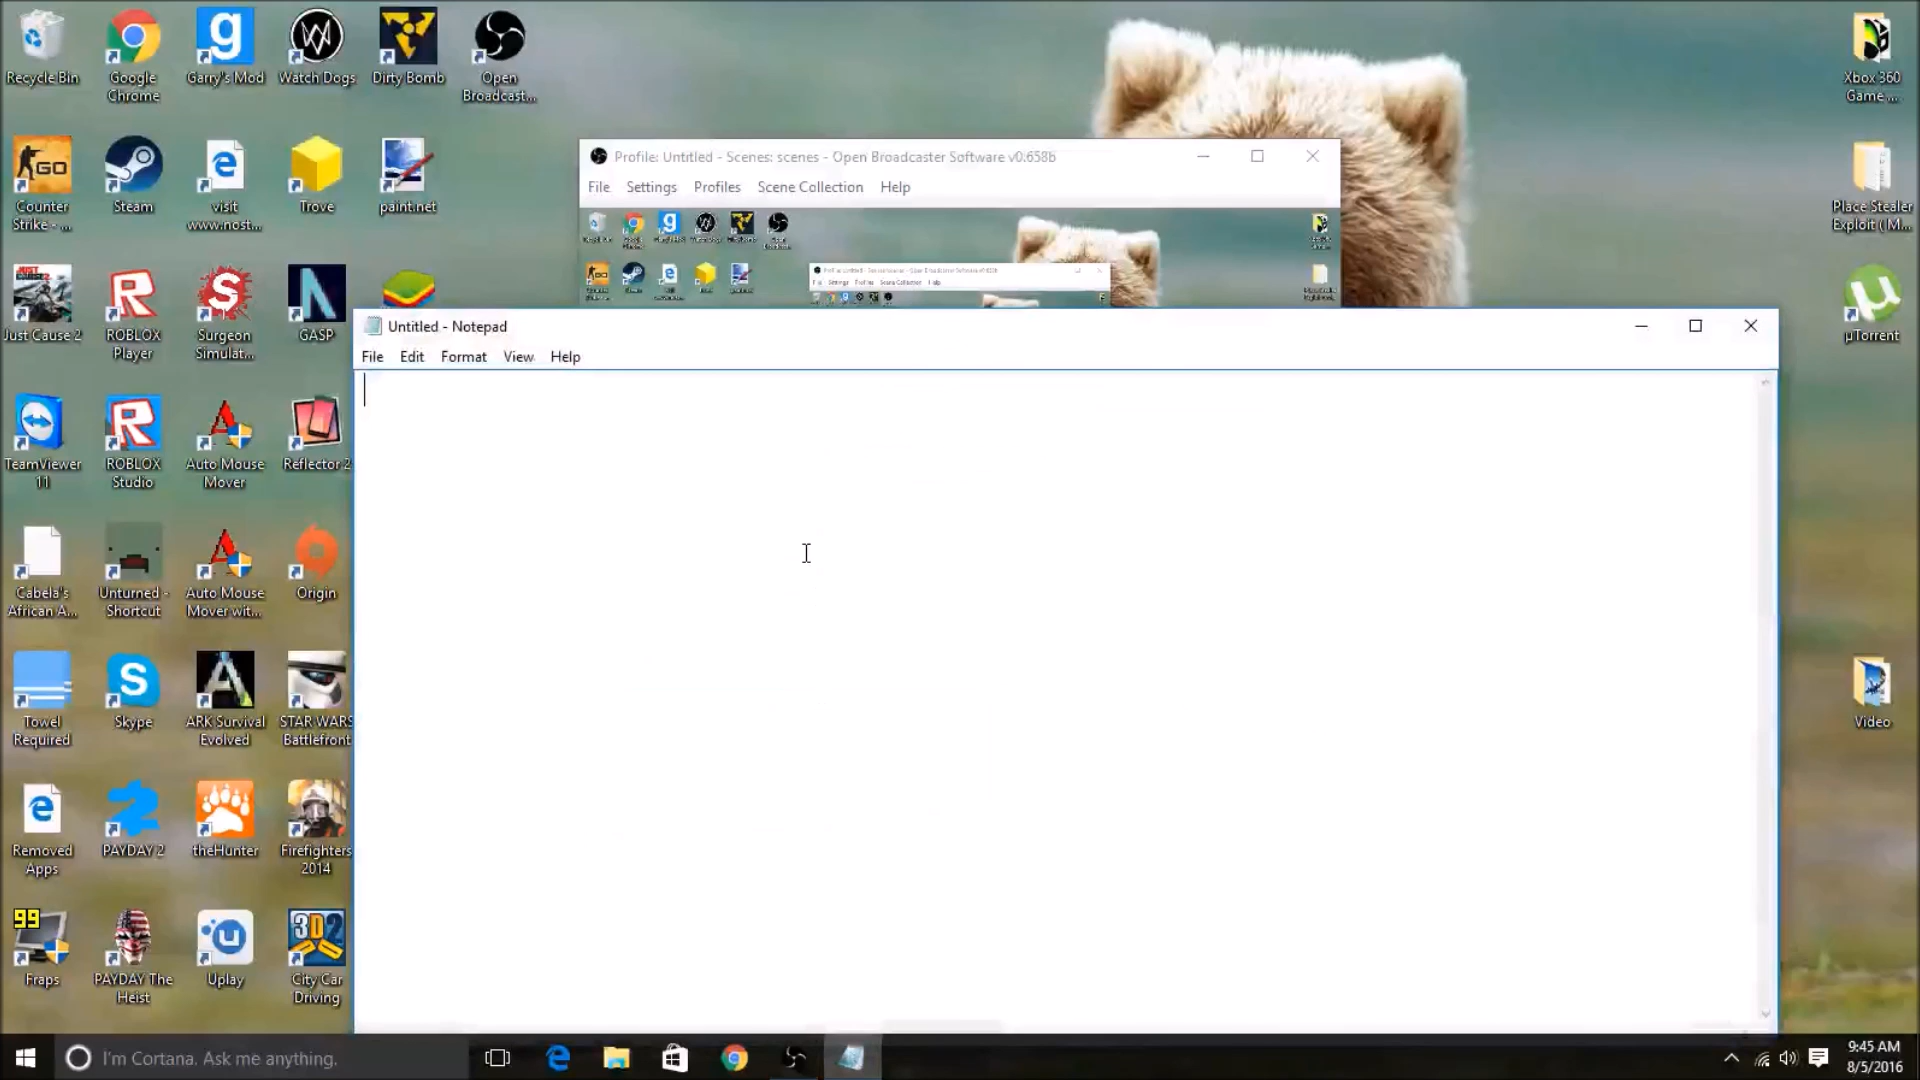 Recycle Bin
Google
Chrome
Garry's Mod
Watch Dogs
Dirty Bomb
Open
Broadcast...
Xbox 360
Game ...
Profile: Untitled - Scenes: scenes - Open Broadcaster Software v0.658b
File Settings Profiles Scene Collection Help
GO
Counter
Strike - ...
Steam
visit
www.nost...
Trove
paint.net
Place Stealer
Exploit ( M...
Just Cause 2
ROBLOX
Player
Surgeon
Simulat...
GASP
µTorrent
Untitled - Notepad
File Edit Format View Help
TeamViewer
11
ROBLOX
Studio
Auto Mouse
Mover
Reflector 2
Cabela's
African A...
Unturned -
Shortcut
Auto Mouse
Mover wit...
Origin
Towel
Required
Skype
ARK Survival
Evolved
STAR WARS
Battlefront
Video
Removed
Apps
PAYDAY 2
theHunter
Firefighters
2014
99
Fraps
PAYDAY The
Heist
Uplay
3D2
City Car
Driving
I'm Cortana. Ask me anything.
9:45 AM
8/5/2016